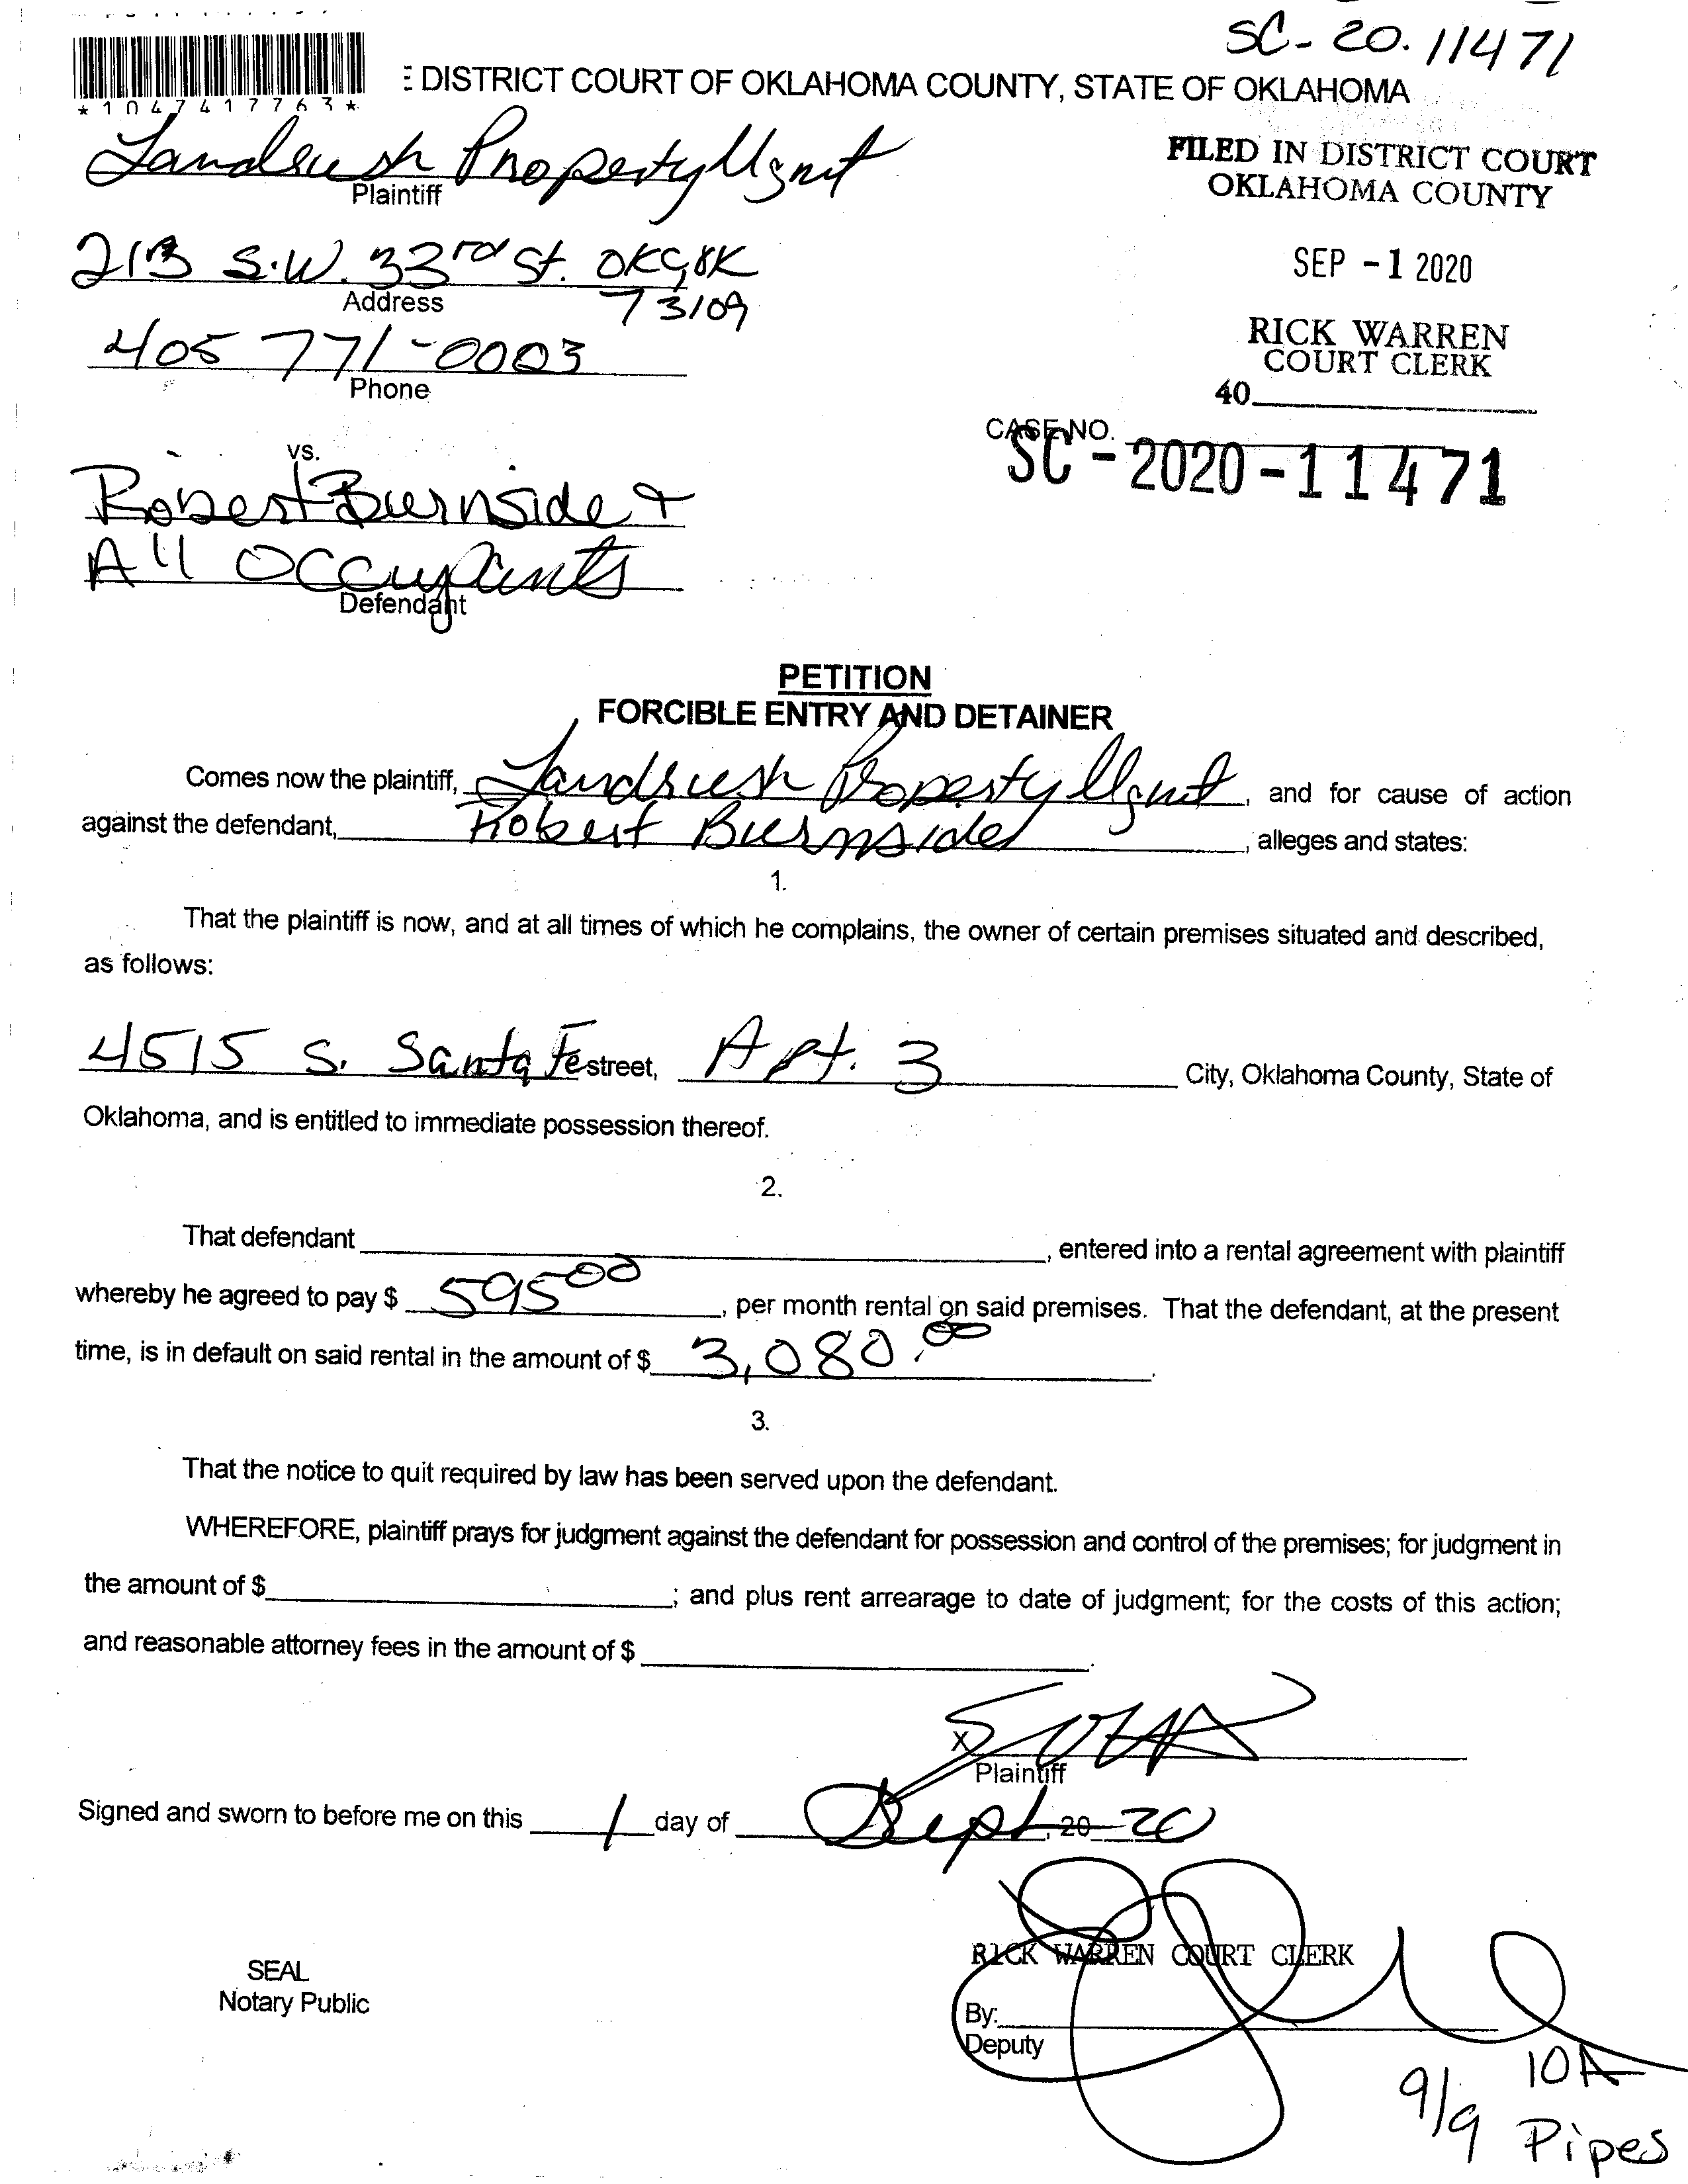 SC-20.11471
E DISTRICT COURT OF OKLAHOMA COUNTY, STATE OF OKLAHOMA
*1047417763*
Landrush Property Mgmt
Plaintiff
FILED IN DISTRICT COURT
OKLAHOMA COUNTY
213 S.W. 33rd St. OKC, OK
Address
73109
SEP -1 2020
405 771-0003
Phone
RICK WARREN
COURT CLERK
40
CASE NO.
SC-2020-11471
vs.
Robert Burnside &
All Occupants
Defendant
PETITION
FORCIBLE ENTRY AND DETAINER
Comes now the plaintiff, Landrush Property Mgmt, and for cause of action
against the defendant, Robert Burnside, alleges and states:
1.
That the plaintiff is now, and at all times of which he complains, the owner of certain premises situated and described,
as follows:
4515 S. Santa Fe street, Apt. 3 City, Oklahoma County, State of
Oklahoma, and is entitled to immediate possession thereof.
2.
That defendant , entered into a rental agreement with plaintiff
whereby he agreed to pay $ 595 00, per month rental on said premises. That the defendant, at the present
time, is in default on said rental in the amount of $ 3,080.00.
3.
That the notice to quit required by law has been served upon the defendant.
WHEREFORE, plaintiff prays for judgment against the defendant for possession and control of the premises; for judgment in
the amount of $ ; and plus rent arrearage to date of judgment; for the costs of this action;
and reasonable attorney fees in the amount of $ .
X
Plaintiff
Signed and sworn to before me on this 1 day of Sept, 20 20
RICK WARREN COURT CLERK
SEAL
Notary Public
By:
Deputy
9/9 10A
Pipes